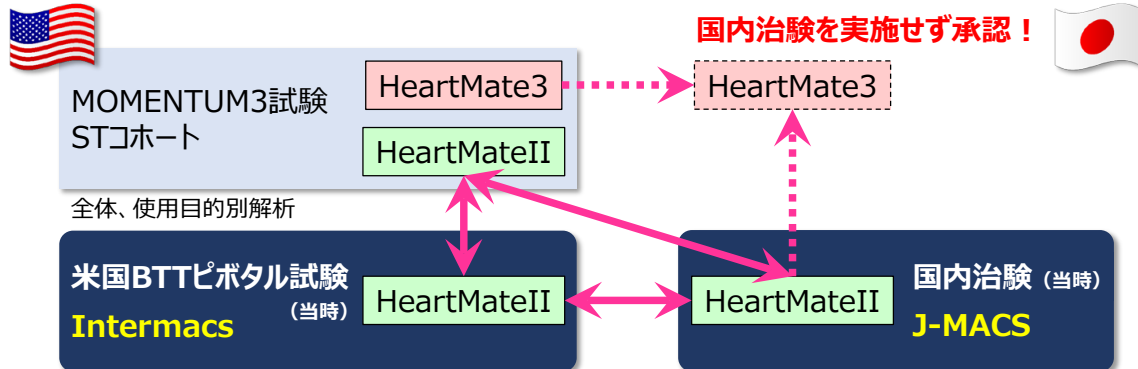 国内治験を実施せず承認！
MOMENTUM3試験
STコホート
HeartMate3
HeartMateII
HeartMate3
全体、使用目的別解析
米国BTTピボタル試験
（当時）
Intermacs
HeartMateII
HeartMateII
国内治験（当時）
J-MACS